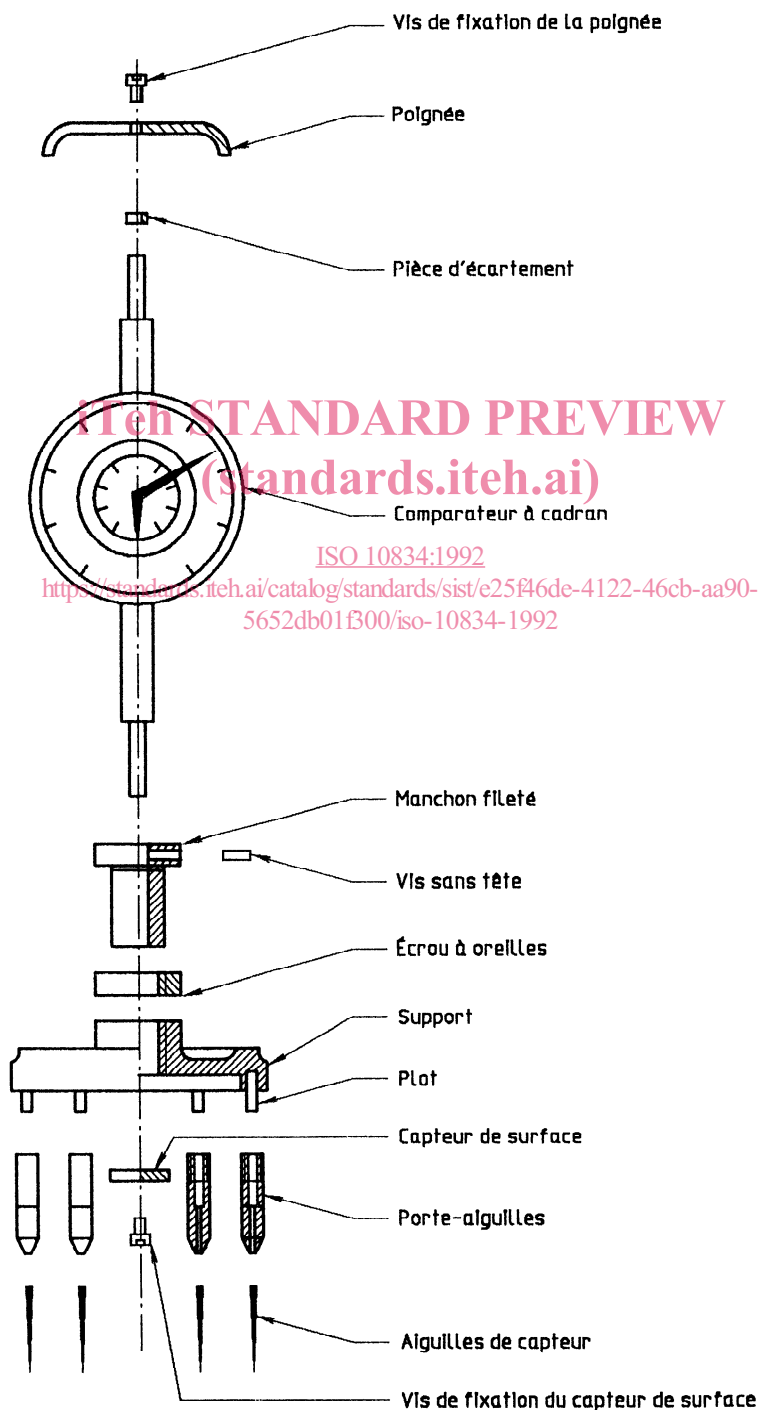 Vis de fixation de la poignée
Poignée
Pièce d'écartement
iTeh STANDARD PREVIEW
(standards.iteh.ai)
Comparateur à cadran
ISO 10834:1992
https://standards.iteh.ai/catalog/standards/sist/e25f46de-4122-46cb-aa90-
5652db01f300/iso-10834-1992
Manchon fileté
Vis sans tête
Écrou à oreilles
Support
Plot
Capteur de surface
Porte-aiguilles
Aiguilles de capteur
Vis de fixation du capteur de surface